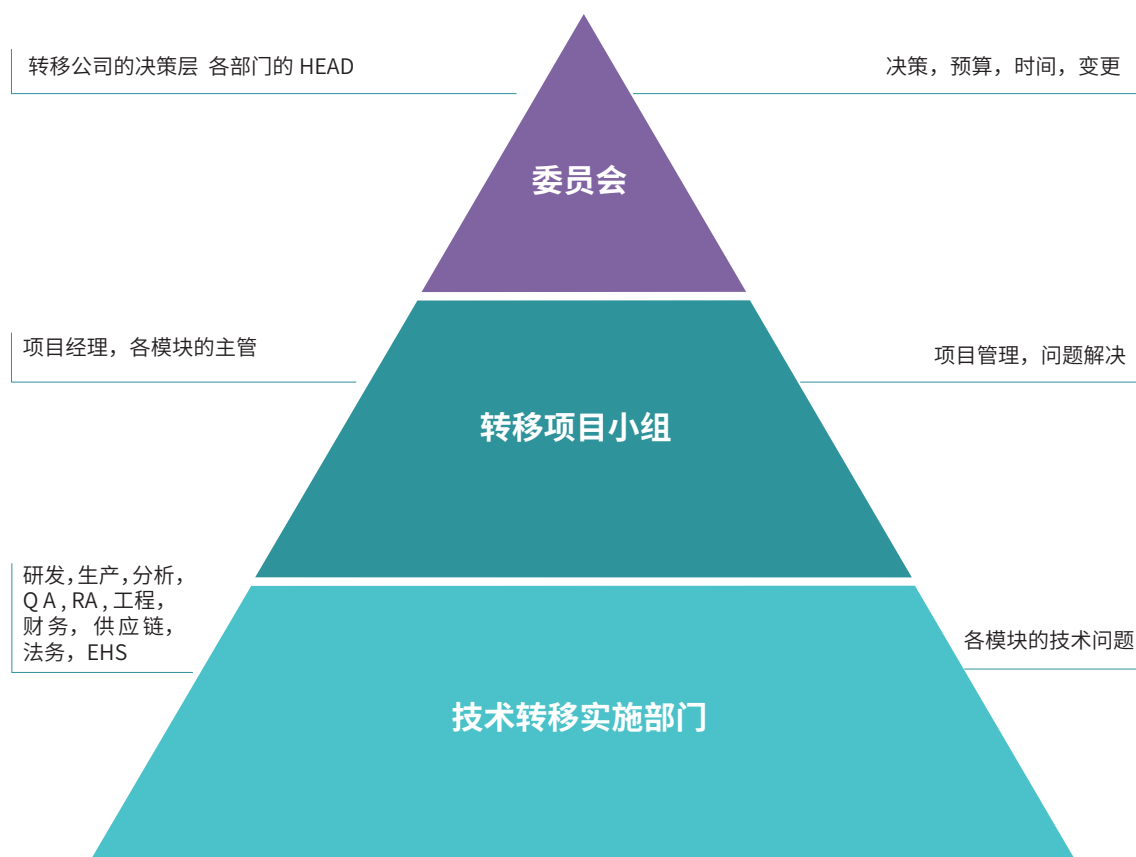 转移公司的决策层 各部门的 HEAD
决策，预算，时间，变更
委员会
项目经理，各模块的主管
项目管理，问题解决
转移项目小组
研发，生产，分析，
QA，RA，工程，
财务，供应链，
法务，EHS
各模块的技术问题
技术转移实施部门